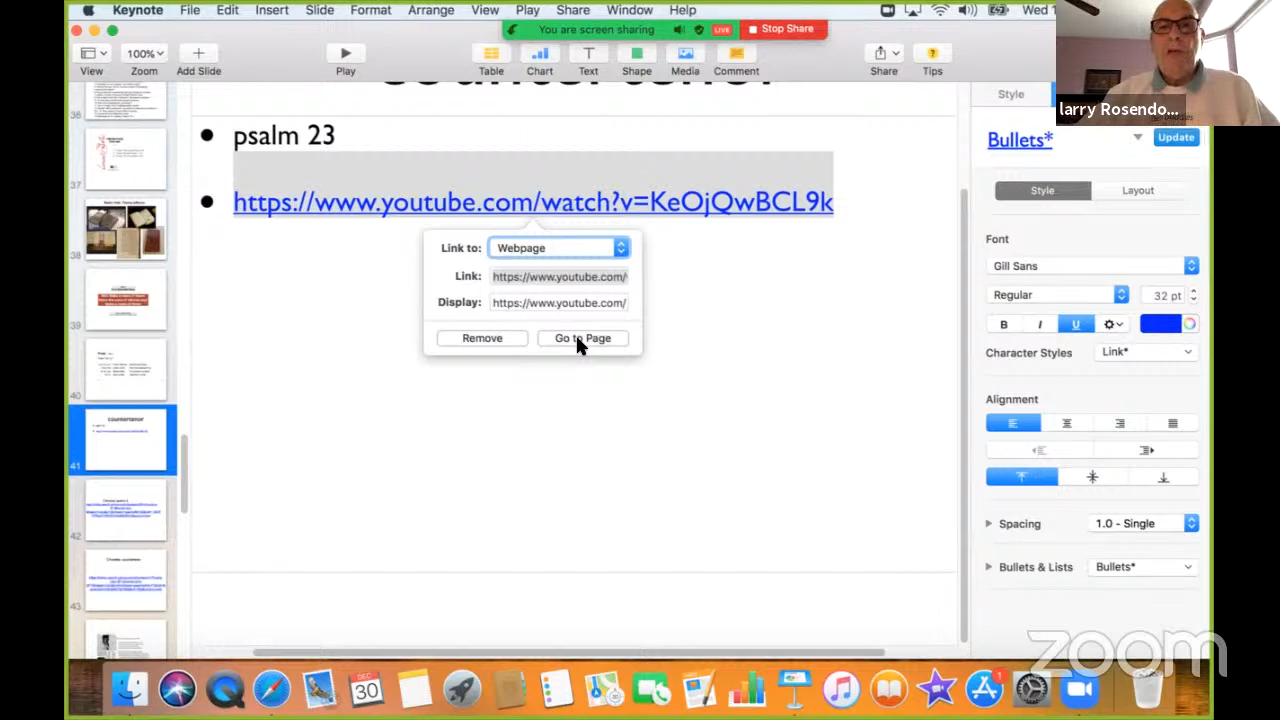 Keynote File Edit Insert Slide Format Arrange View Play Share Window Help Wed 1
You are screen sharing LIVE Stop Share
100%
View Zoom Add Slide Play Table Chart Text Shape Media Comment Share Tips
larry Rosendo...
Style
psalm 23
https://www.youtube.com/watch?v=KeOjQwBCL9k
Link to: Webpage
Link: https://www.youtube.com/
Display: https://www.youtube.com/
Remove Go to Page
Bullets* Update
Style Layout
Font
Gill Sans
Regular 32 pt
B I U
Character Styles Link*
Alignment
Spacing 1.0 - Single
Bullets & Lists Bullets*
36
37
38
39
40
countertenor
41
42
43
DEC
30
1
zoom